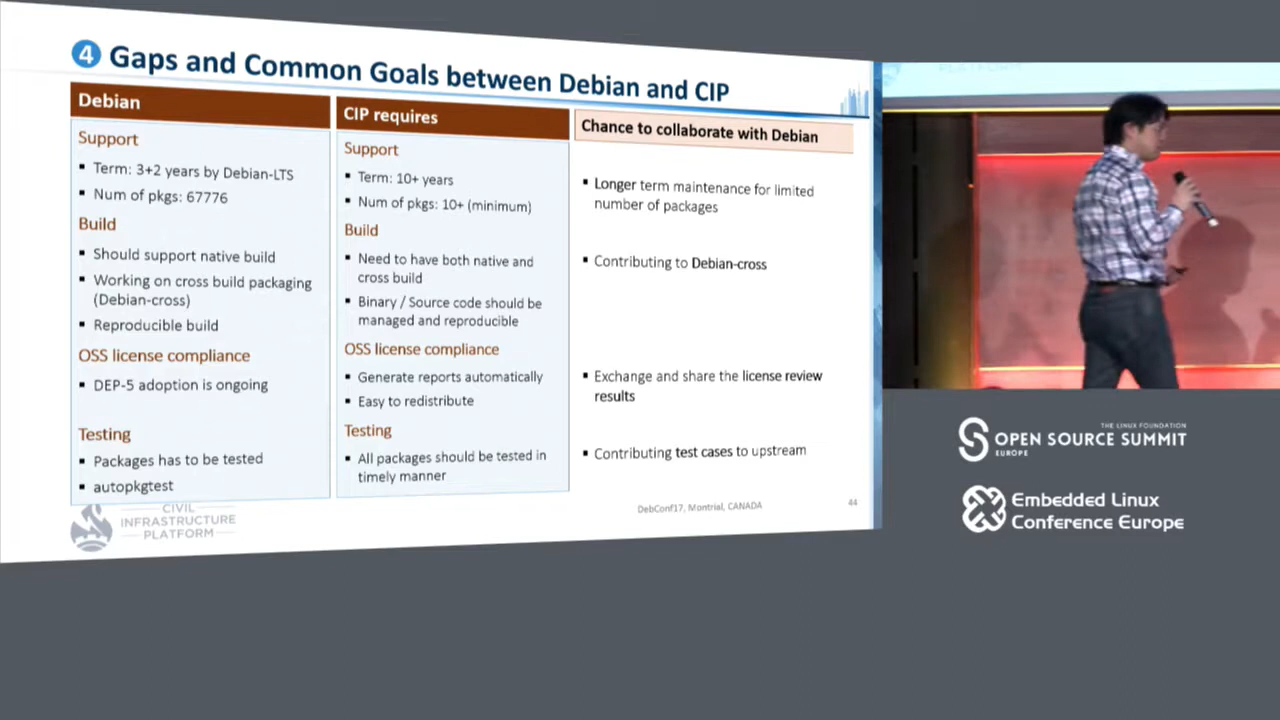 4 Gaps and Common Goals between Debian and CIP
Debian
Support
▪ Term: 3+2 years by Debian-LTS
▪ Num of pkgs: 67776
Build
▪ Should support native build
▪ Working on cross build packaging
(Debian-cross)
▪ Reproducible build
OSS license compliance
▪ DEP-5 adoption is ongoing
Testing
▪ Packages has to be tested
▪ autopkgtest
CIP requires
Support
▪ Term: 10+ years
▪ Num of pkgs: 10+ (minimum)
Build
▪ Need to have both native and
cross build
▪ Binary / Source code should be
managed and reproducible
OSS license compliance
▪ Generate reports automatically
▪ Easy to redistribute
Testing
▪ All packages should be tested in
timely manner
Chance to collaborate with Debian
▪ Longer term maintenance for limited
number of packages
▪ Contributing to Debian-cross
▪ Exchange and share the license review
results
▪ Contributing test cases to upstream
CIVIL
INFRASTRUCTURE
PLATFORM
DebConf17, Montrial, CANADA
44
PLATFORM
THE LINUX FOUNDATION
OPEN SOURCE SUMMIT
EUROPE
Embedded Linux
Conference Europe